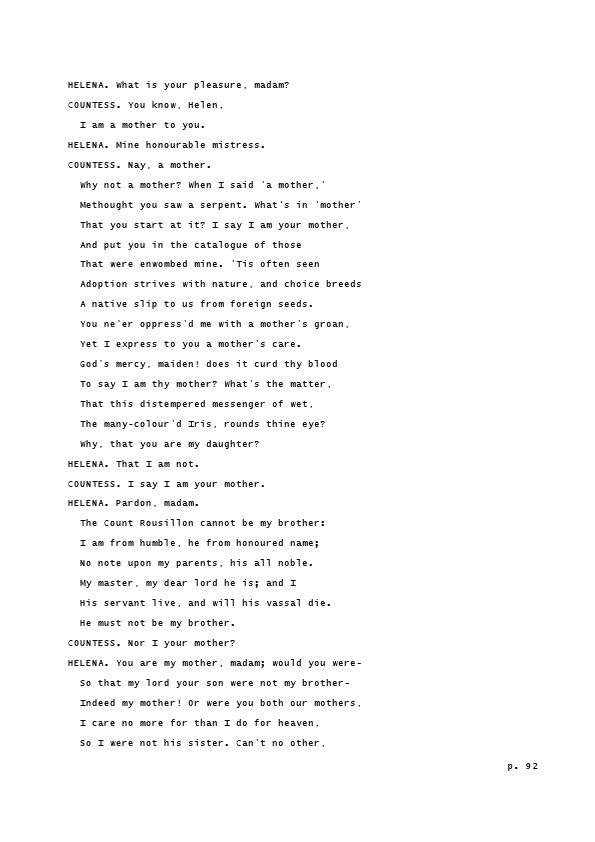 HELENA. What is your pleasure, madam?
COUNTESS. You know, Helen,
I am a mother to you.
HELENA. Mine honourable mistress.
COUNTESS. Nay, a mother.
Why not a mother? When I said 'a mother,'
Methought you saw a serpent. What's in 'mother'
That you start at it? I say I am your mother,
And put you in the catalogue of those
That were enwombed mine. 'Tis often seen
Adoption strives with nature, and choice breeds
A native slip to us from foreign seeds.
You ne'er oppress'd me with a mother's groan,
Yet I express to you a mother's care.
God's mercy, maiden! does it curd thy blood
To say I am thy mother? What's the matter,
That this distempered messenger of wet,
The many-colour'd Iris, rounds thine eye?
Why, that you are my daughter?
HELENA. That I am not.
COUNTESS. I say I am your mother.
HELENA. Pardon, madam.
The Count Rousillon cannot be my brother:
I am from humble, he from honoured name;
No note upon my parents, his all noble.
My master, my dear lord he is; and I
His servant live, and will his vassal die.
He must not be my brother.
COUNTESS. Nor I your mother?
HELENA. You are my mother, madam; would you were-
So that my lord your son were not my brother-
Indeed my mother! Or were you both our mothers,
I care no more for than I do for heaven,
So I were not his sister. Can't no other,
p. 92